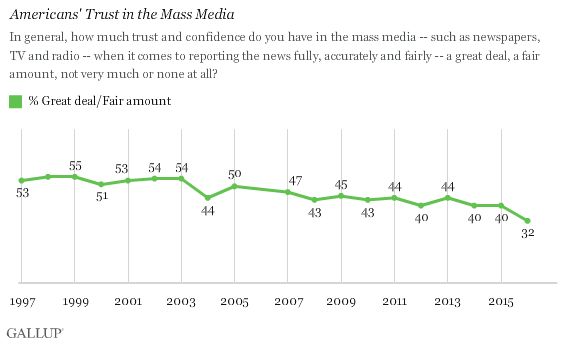 Americans' Trust in the Mass Media
In general, how much trust and confidence do you have in the mass media -- such as newspapers,
TV and radio -- when it comes to reporting the news fully, accurately and fairly -- a great deal, a fair
amount, not very much or none at all?
% Great deal/Fair amount
53 55 51 53 54 54 44 50 47 43 45 43 44 40 44 40 40 32
1997 1999 2001 2003 2005 2007 2009 2011 2013 2015
GALLUP